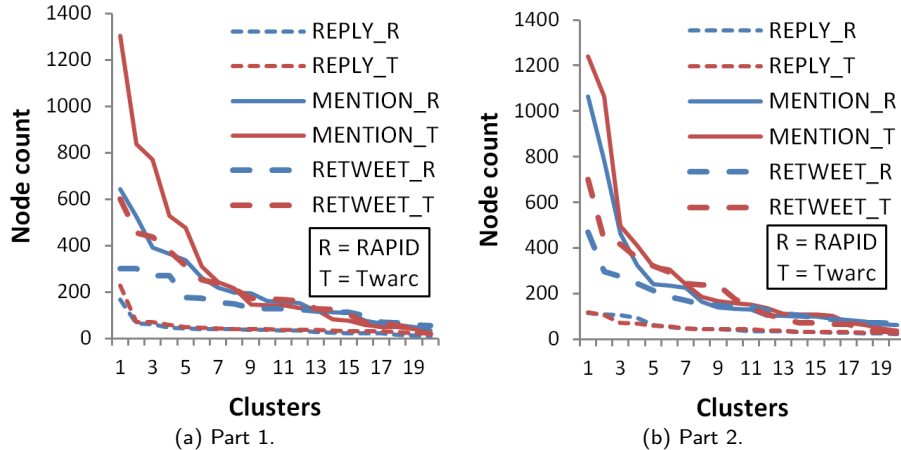 1400
1200
1000
800
600
400
200
0
Node count
REPLY_R
REPLY_T
MENTION_R
MENTION_T
RETWEET_R
RETWEET_T
R = RAPID
T = Twarc
1 3 5 7 9 11 13 15 17 19
Clusters
(a) Part 1.
1400
1200
1000
800
600
400
200
0
Node count
REPLY_R
REPLY_T
MENTION_R
MENTION_T
RETWEET_R
RETWEET_T
R = RAPID
T = Twarc
1 3 5 7 9 11 13 15 17 19
Clusters
(b) Part 2.